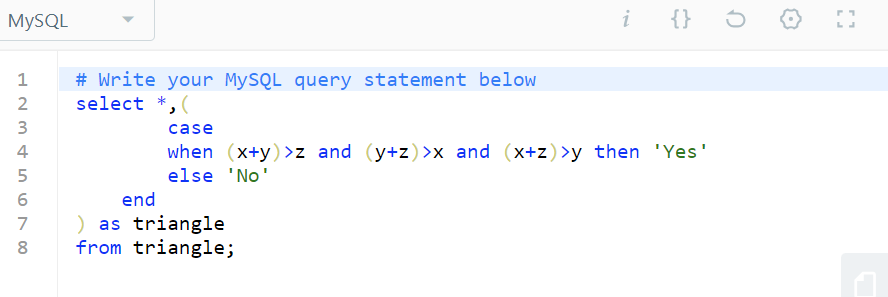 MySQL
1 # Write your MySQL query statement below
2 select *,(
3 case
4 when (x+y)>z and (y+z)>x and (x+z)>y then 'Yes'
5 else 'No'
6 end
7 ) as triangle
8 from triangle;